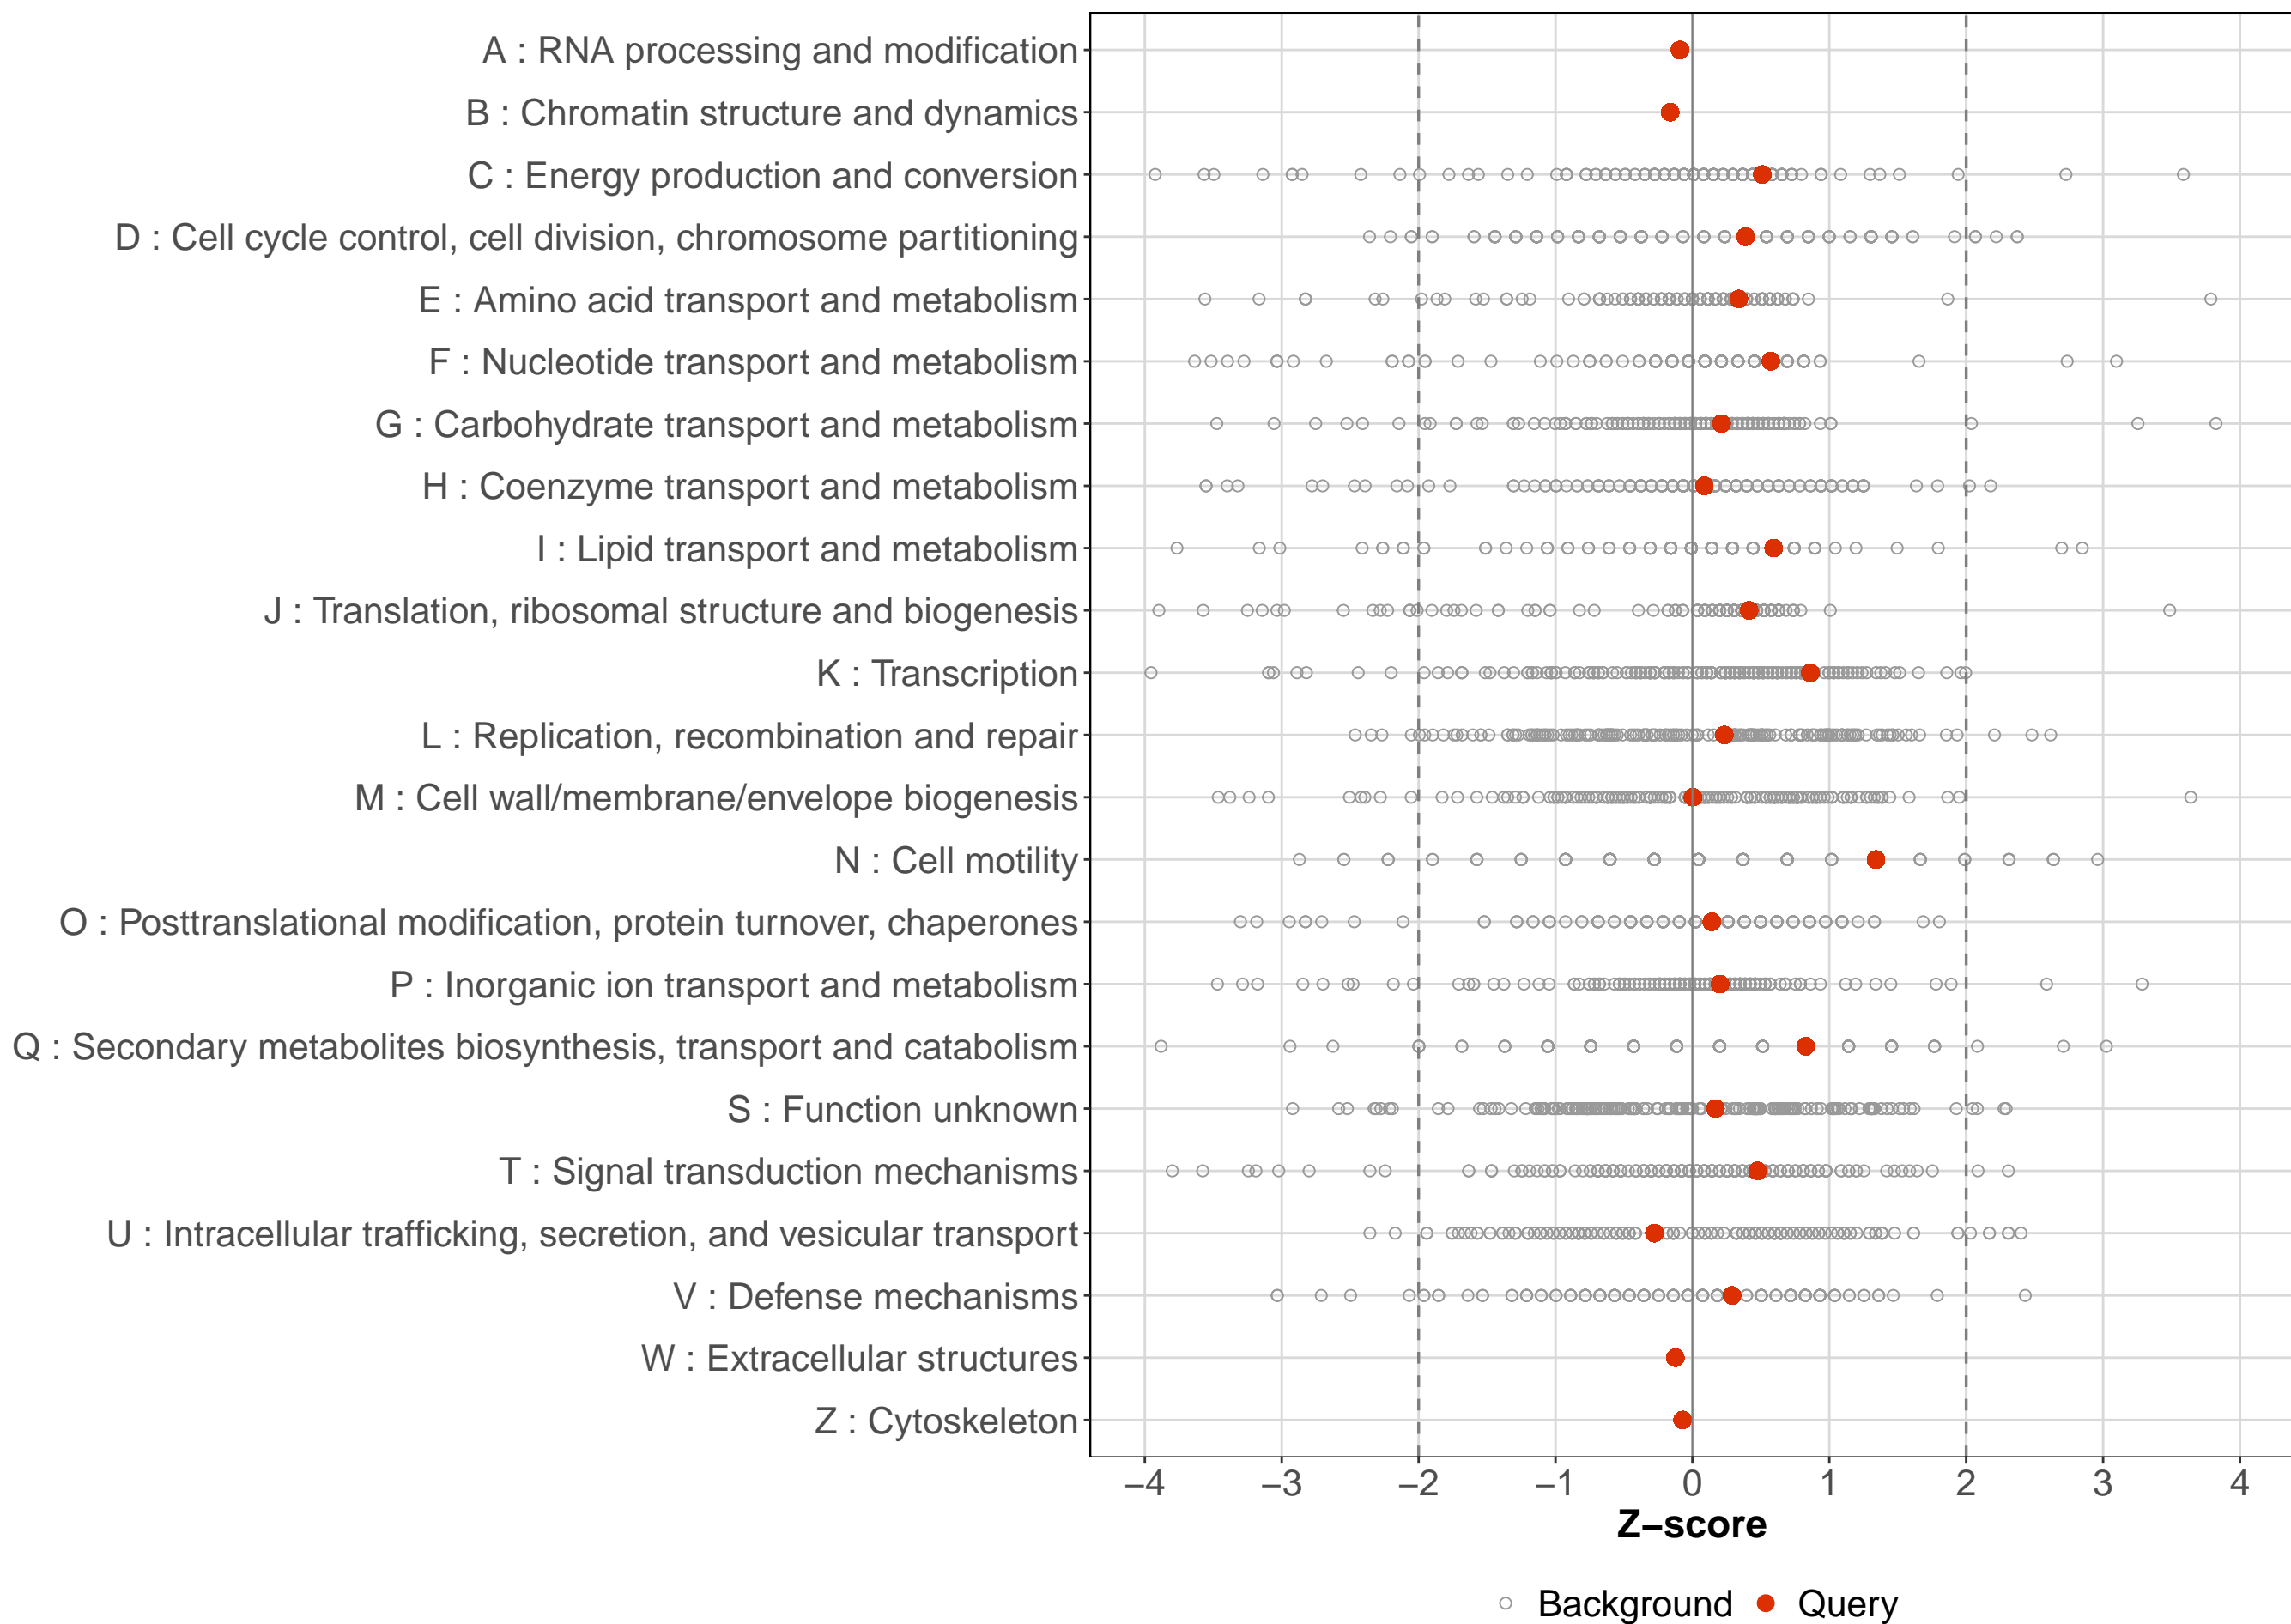 A : RNA processing and modification
B : Chromatin structure and dynamics
C : Energy production and conversion
D : Cell cycle control, cell division, chromosome partitioning
E : Amino acid transport and metabolism
F : Nucleotide transport and metabolism
G : Carbohydrate transport and metabolism
H : Coenzyme transport and metabolism
I : Lipid transport and metabolism
J : Translation, ribosomal structure and biogenesis
K : Transcription
L : Replication, recombination and repair
M : Cell wall/membrane/envelope biogenesis
N : Cell motility
O : Posttranslational modification, protein turnover, chaperones
P : Inorganic ion transport and metabolism
Q : Secondary metabolites biosynthesis, transport and catabolism
S : Function unknown
T : Signal transduction mechanisms
U : Intracellular trafficking, secretion, and vesicular transport
V : Defense mechanisms
W : Extracellular structures
Z : Cytoskeleton
−4 −3 −2 −1 0 1 2 3 4
Z−score
Background Query